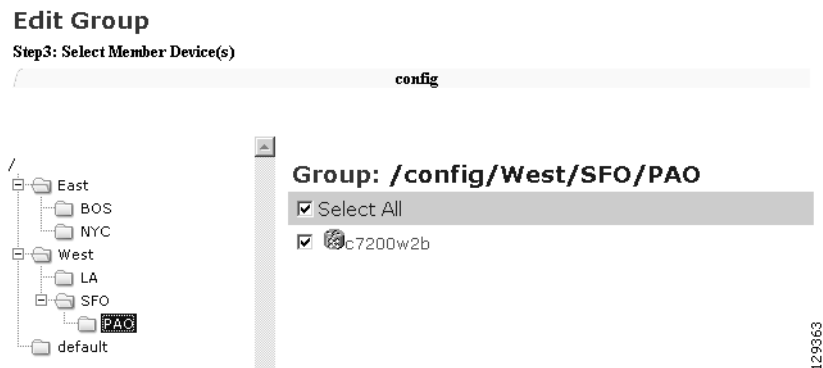 Edit Group
Step3: Select Member Device(s)
config
/
East
BOS
NYC
West
LA
SFO
PAO
default
Group: /config/West/SFO/PAO
Select All
c7200w2b
129363